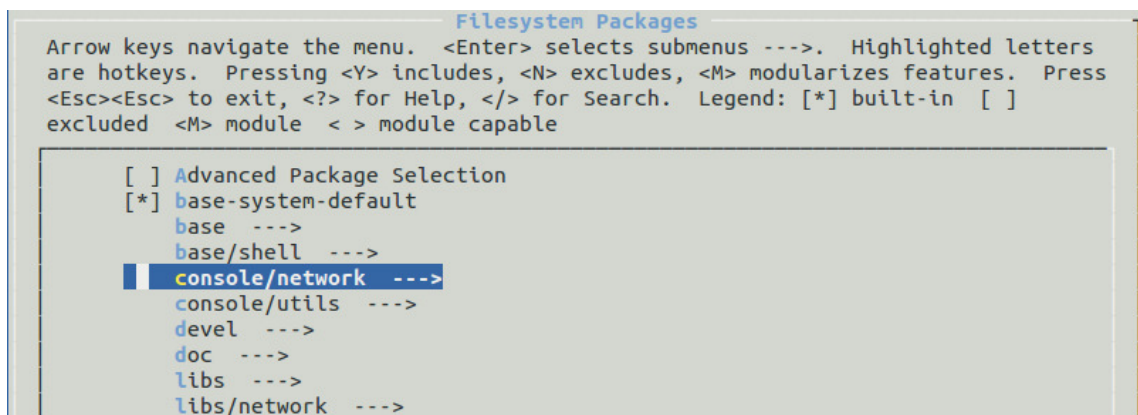 Filesystem Packages
Arrow keys navigate the menu.  <Enter> selects submenus --->.  Highlighted letters
are hotkeys.  Pressing <Y> includes, <N> excludes, <M> modularizes features.  Press
<Esc><Esc> to exit, <?> for Help, </> for Search.  Legend: [*] built-in  [ ]
excluded  <M> module  < > module capable
[ ] Advanced Package Selection
[*] base-system-default
base  --->
base/shell  --->
console/network  --->
console/utils  --->
devel  --->
doc  --->
libs  --->
libs/network  --->